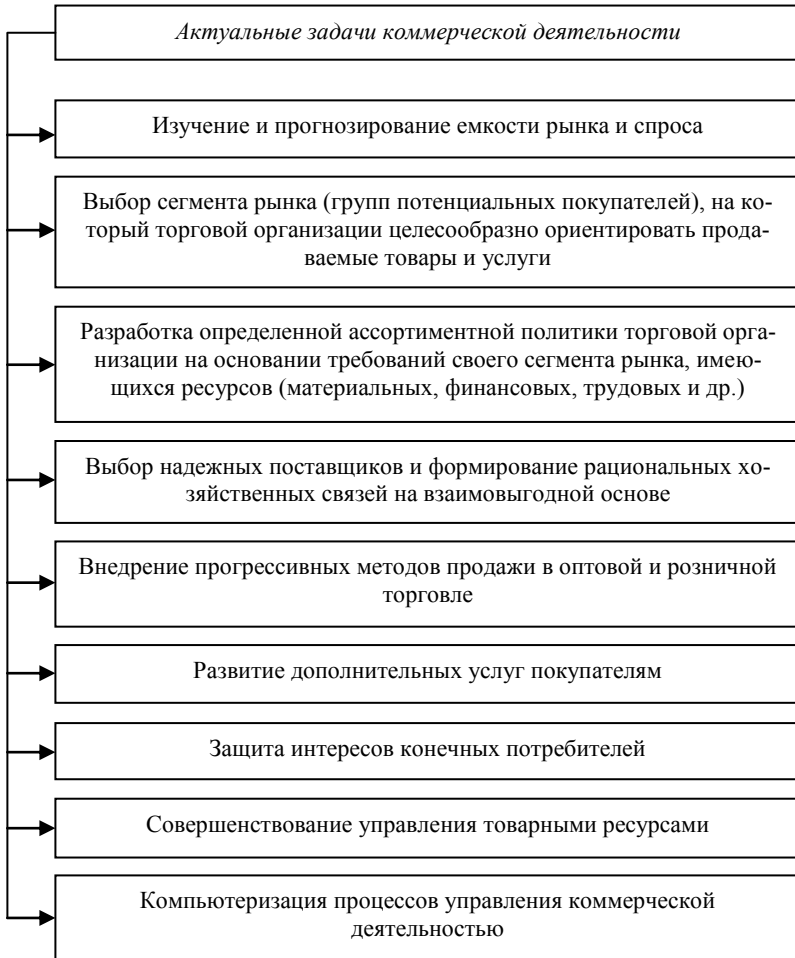 Актуальные задачи коммерческой деятельности
Изучение и прогнозирование емкости рынка и спроса
Выбор сегмента рынка (групп потенциальных покупателей), на ко-
торый торговой организации целесообразно ориентировать прода-
ваемые товары и услуги
Разработка определенной ассортиментной политики торговой орга-
низации на основании требований своего сегмента рынка, имею-
щихся ресурсов (материальных, финансовых, трудовых и др.)
Выбор надежных поставщиков и формирование рациональных хо-
зяйственных связей на взаимовыгодной основе
Внедрение прогрессивных методов продажи в оптовой и розничной
торговле
Развитие дополнительных услуг покупателям
Защита интересов конечных потребителей
Совершенствование управления товарными ресурсами
Компьютеризация процессов управления коммерческой
деятельностью